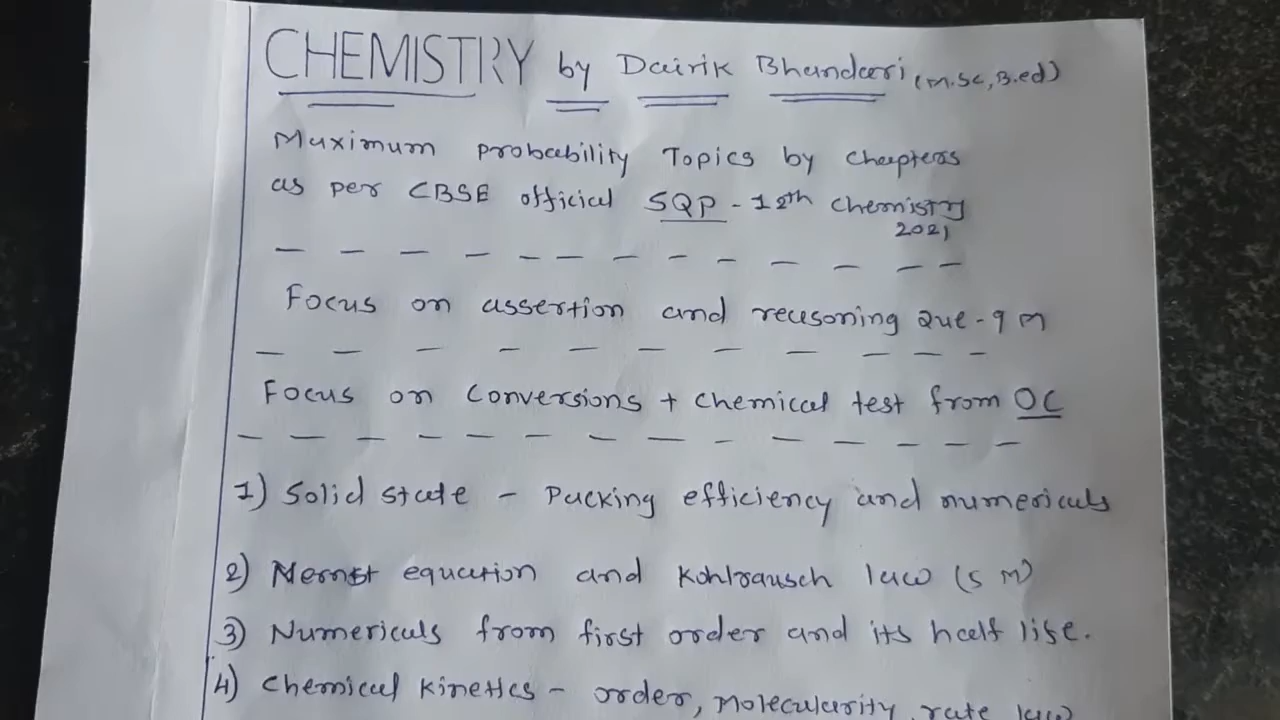 CHEMISTRY by Dairik Bhandari (M.Sc, B.ed)
Maximum probability Topics by chapters
as per CBSE official SQP - 12th chemistry
2021
Focus on assertion and reasoning Que - 9 M
Focus on Conversions + chemical test from OC
1) Solid state - Packing efficiency and numericals
2) Nernst equation and Kohlrausch law (5 M)
3) Numericals from first order and its half life.
4) Chemical Kinetics - order, Molecularity, rate law